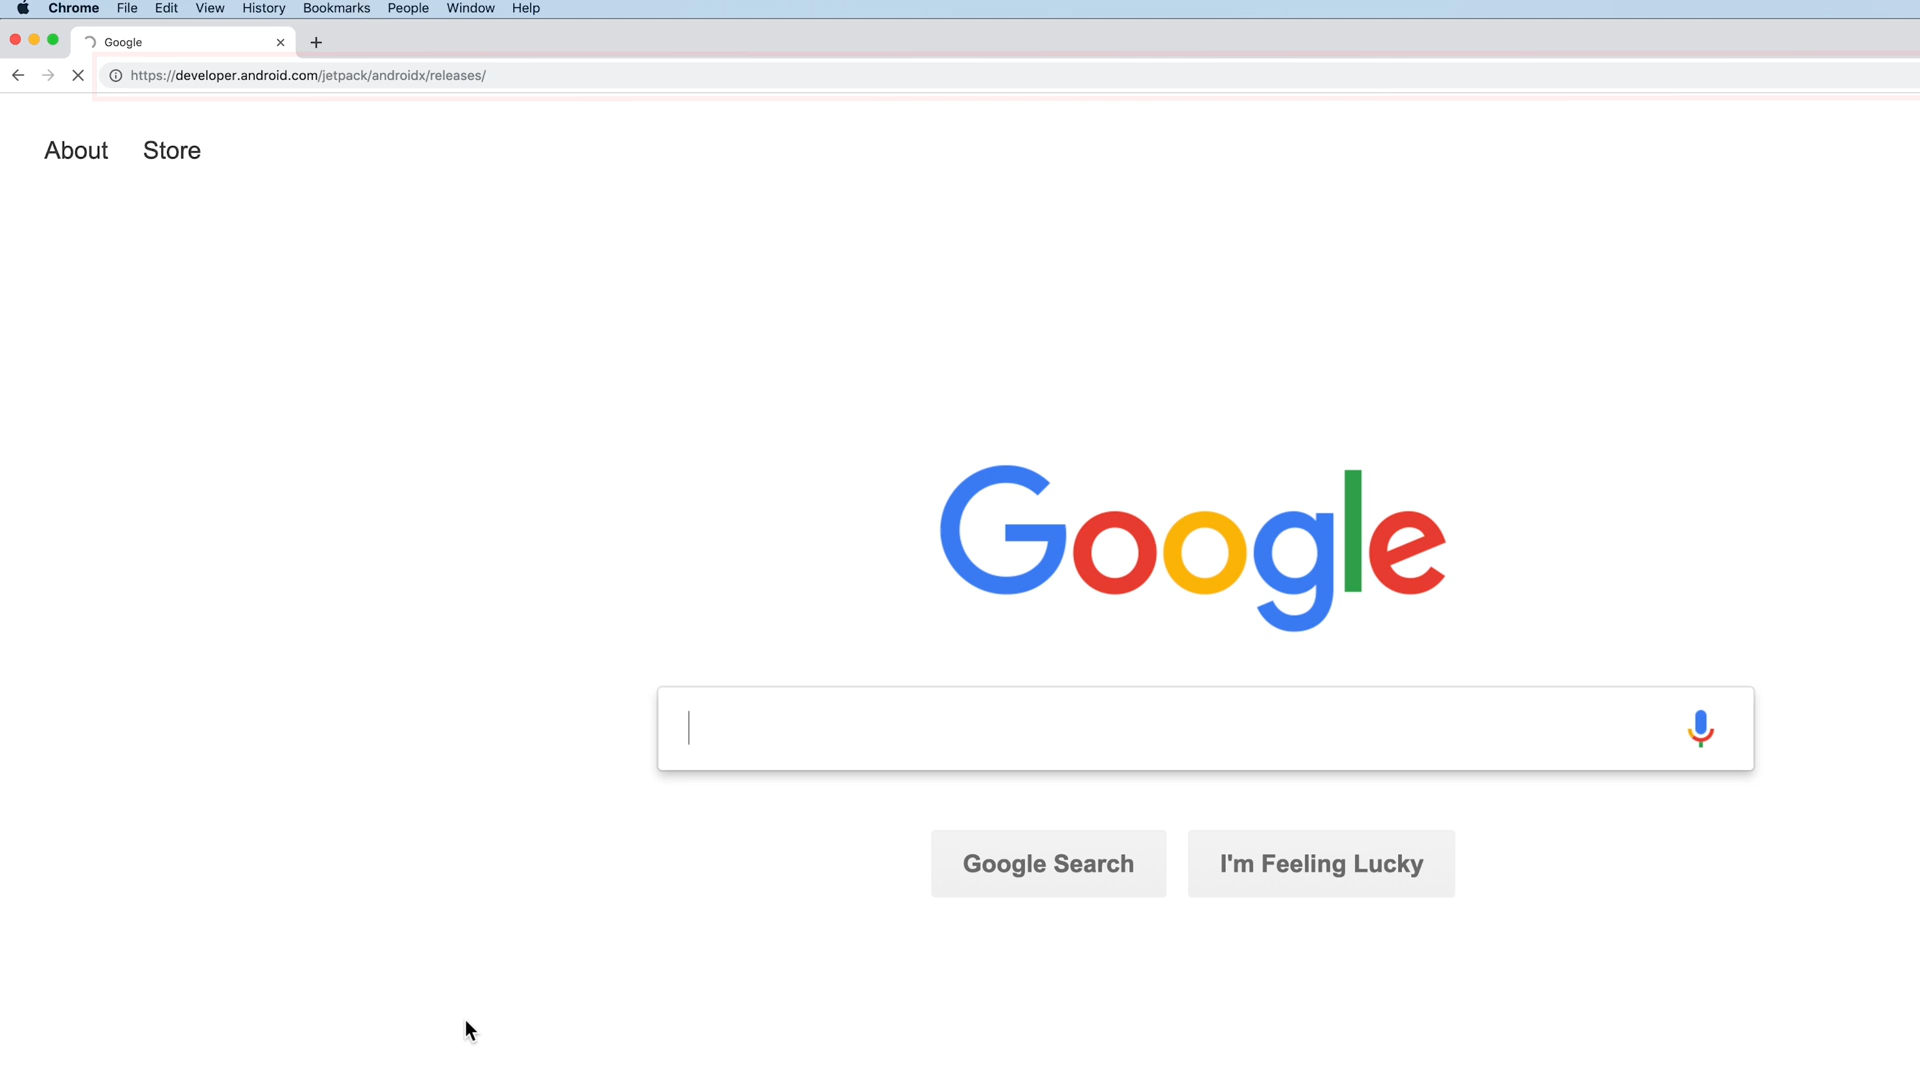 Chrome File Edit View History Bookmarks People Window Help
Google
https://developer.android.com/jetpack/androidx/releases/
About Store
Google
Google Search I'm Feeling Lucky